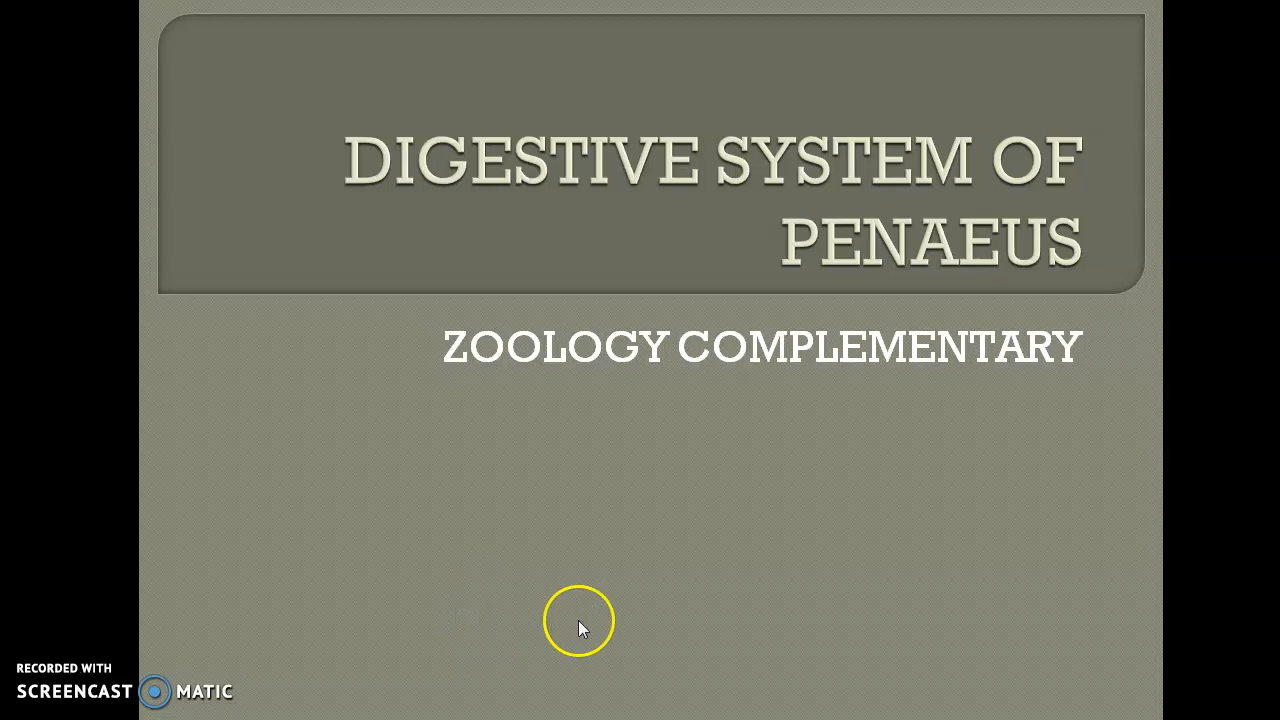 DIGESTIVE SYSTEM OF
PENAEUS
ZOOLOGY COMPLEMENTARY
RECORDED WITH
SCREENCAST MATIC